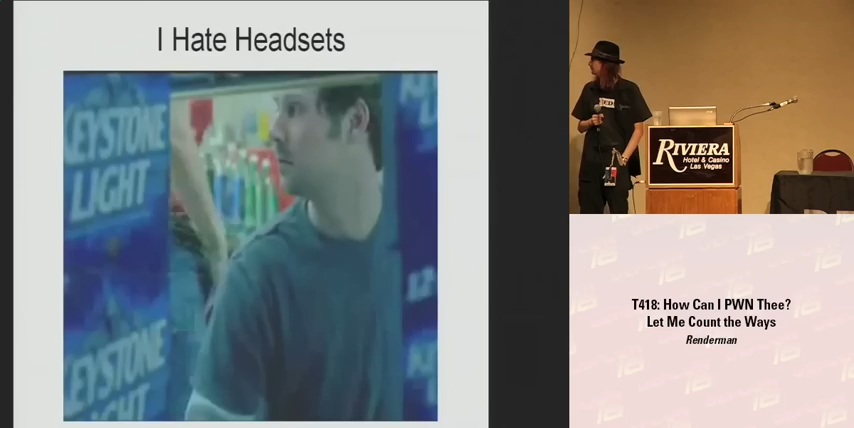 I Hate Headsets
KEYSTONE
LIGHT
KEYSTONE
LIGHT
RIVIERA
Hotel & Casino
Las Vegas
T418: How Can I PWN Thee?
Let Me Count the Ways
Renderman